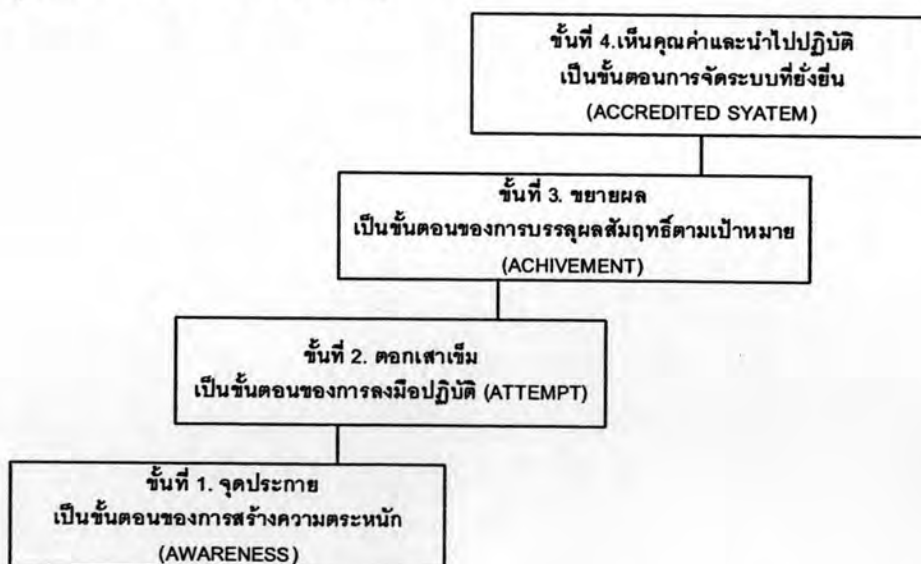 ขั้นที่ 4.เห็นคุณค่าและนำไปปฏิบัติ
เป็นขั้นตอนการจัดระบบที่ยั่งยืน
(ACCREDITED SYATEM)
ขั้นที่ 3. ขยายผล
เป็นขั้นตอนของการบรรลุผลสัมฤทธิ์ตามเป้าหมาย
(ACHIVEMENT)
ขั้นที่ 2. ตอกเสาเข็ม
เป็นขั้นตอนของการลงมือปฏิบัติ (ATTEMPT)
ขั้นที่ 1. จุดประกาย
เป็นขั้นตอนของการสร้างความตระหนัก
(AWARENESS)